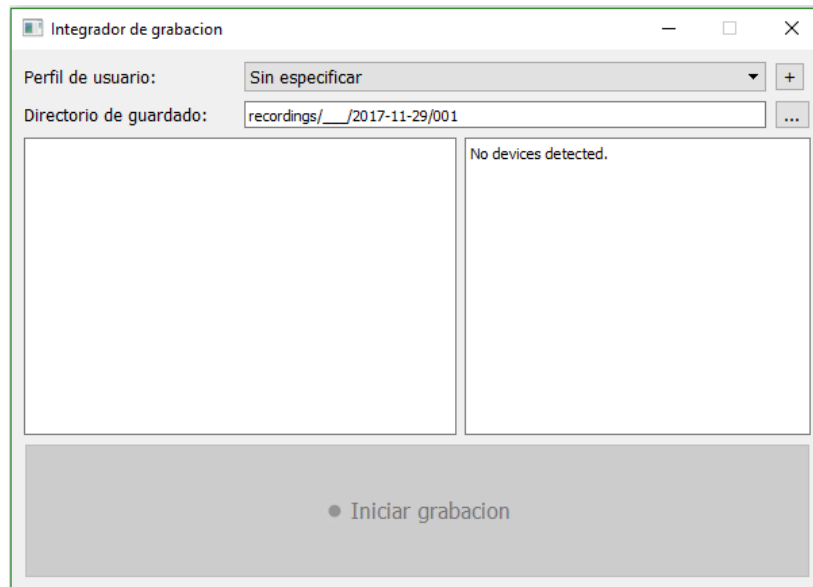 Integrador de grabacion
Perfil de usuario: Sin especificar +
Directorio de guardado: recordings/___/2017-11-29/001 ...
No devices detected.
Iniciar grabacion